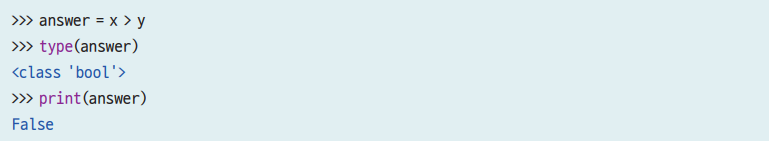 >>> answer = x > y
>>> type(answer)
<class 'bool'>
>>> print(answer)
False